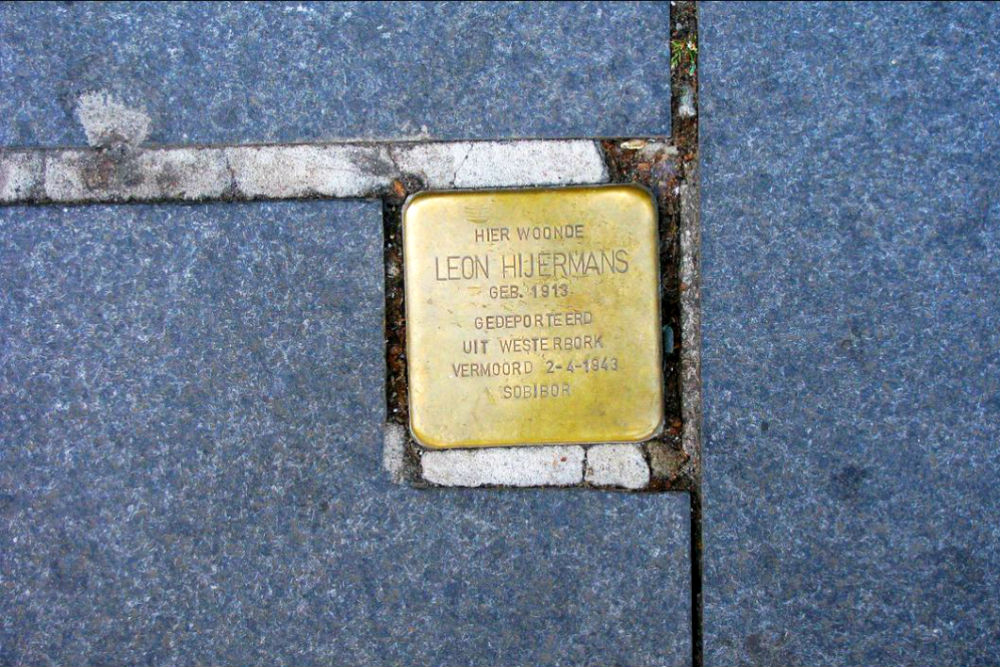 HIER WOONDE
LEON HIJERMANS
GEB. 1913
GEDEPORTEERD
UIT WESTERBORK
VERMOORD 2-4-1943
SOBIBOR